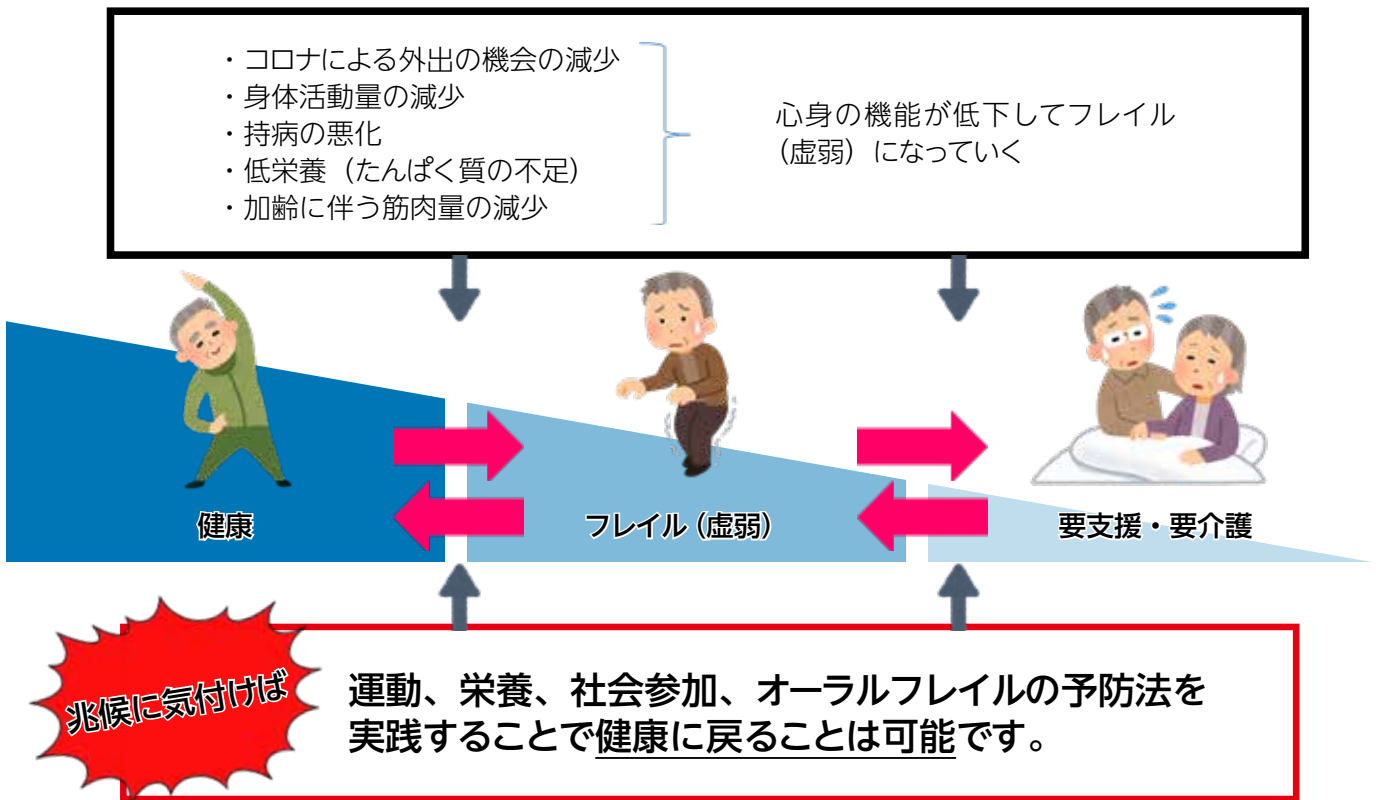 ・コロナによる外出の機会の減少
・身体活動量の減少
・持病の悪化
・低栄養（たんぱく質の不足）
・加齢に伴う筋肉量の減少
心身の機能が低下してフレイル
（虚弱）になっていく
健康
フレイル（虚弱）
要支援・要介護
兆候に気付けば
運動、栄養、社会参加、オーラルフレイルの予防法を
実践することで健康に戻ることは可能です。